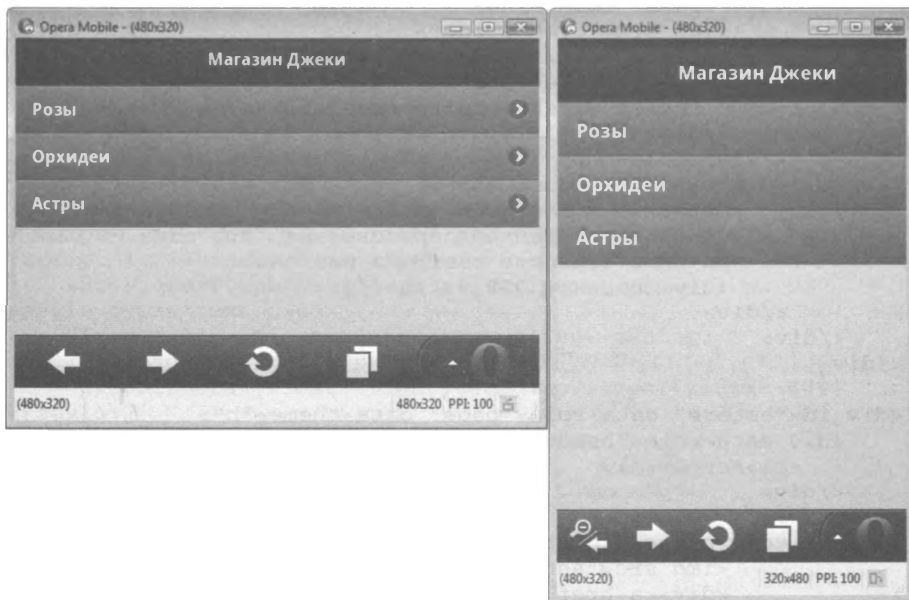 Opera Mobile - (480x320)
Магазин Джеки
Розы
Орхидеи
Астры
(480x320)
480x320 PPI: 100
Opera Mobile - (480x320)
Магазин Джеки
Розы
Орхидеи
Астры
(480x320)
320x480 PPI: 100